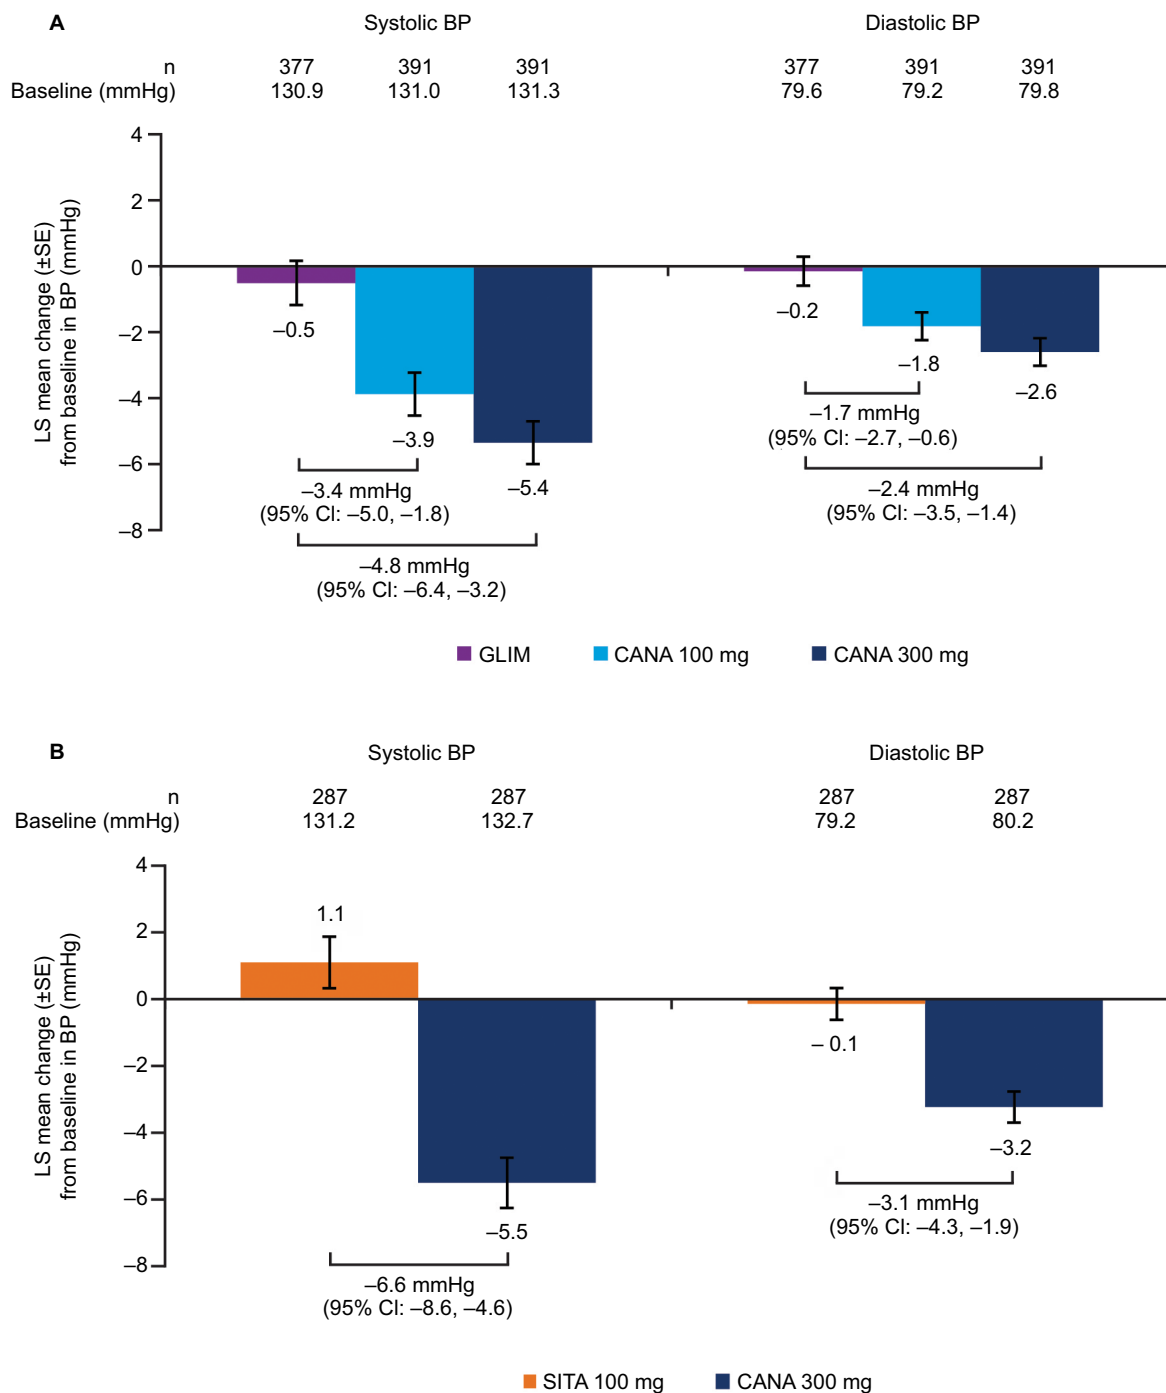 A
Systolic BP
Diastolic BP
n 377 391 391 377 391 391
Baseline (mmHg) 130.9 131.0 131.3 79.6 79.2 79.8
LS mean change (±SE)
from baseline in BP (mmHg)
4
2
0
–2
–4
–6
–8
–0.5
–3.9
–5.4
–3.4 mmHg
(95% CI: –5.0, –1.8)
–4.8 mmHg
(95% CI: –6.4, –3.2)
–0.2
–1.8
–2.6
–1.7 mmHg
(95% CI: –2.7, –0.6)
–2.4 mmHg
(95% CI: –3.5, –1.4)
GLIM CANA 100 mg CANA 300 mg
B
Systolic BP
Diastolic BP
n 287 287 287 287
Baseline (mmHg) 131.2 132.7 79.2 80.2
LS mean change (±SE)
from baseline in BP (mmHg)
4
2
0
–2
–4
–6
–8
1.1
–5.5
–6.6 mmHg
(95% CI: –8.6, –4.6)
– 0.1
–3.2
–3.1 mmHg
(95% CI: –4.3, –1.9)
SITA 100 mg CANA 300 mg